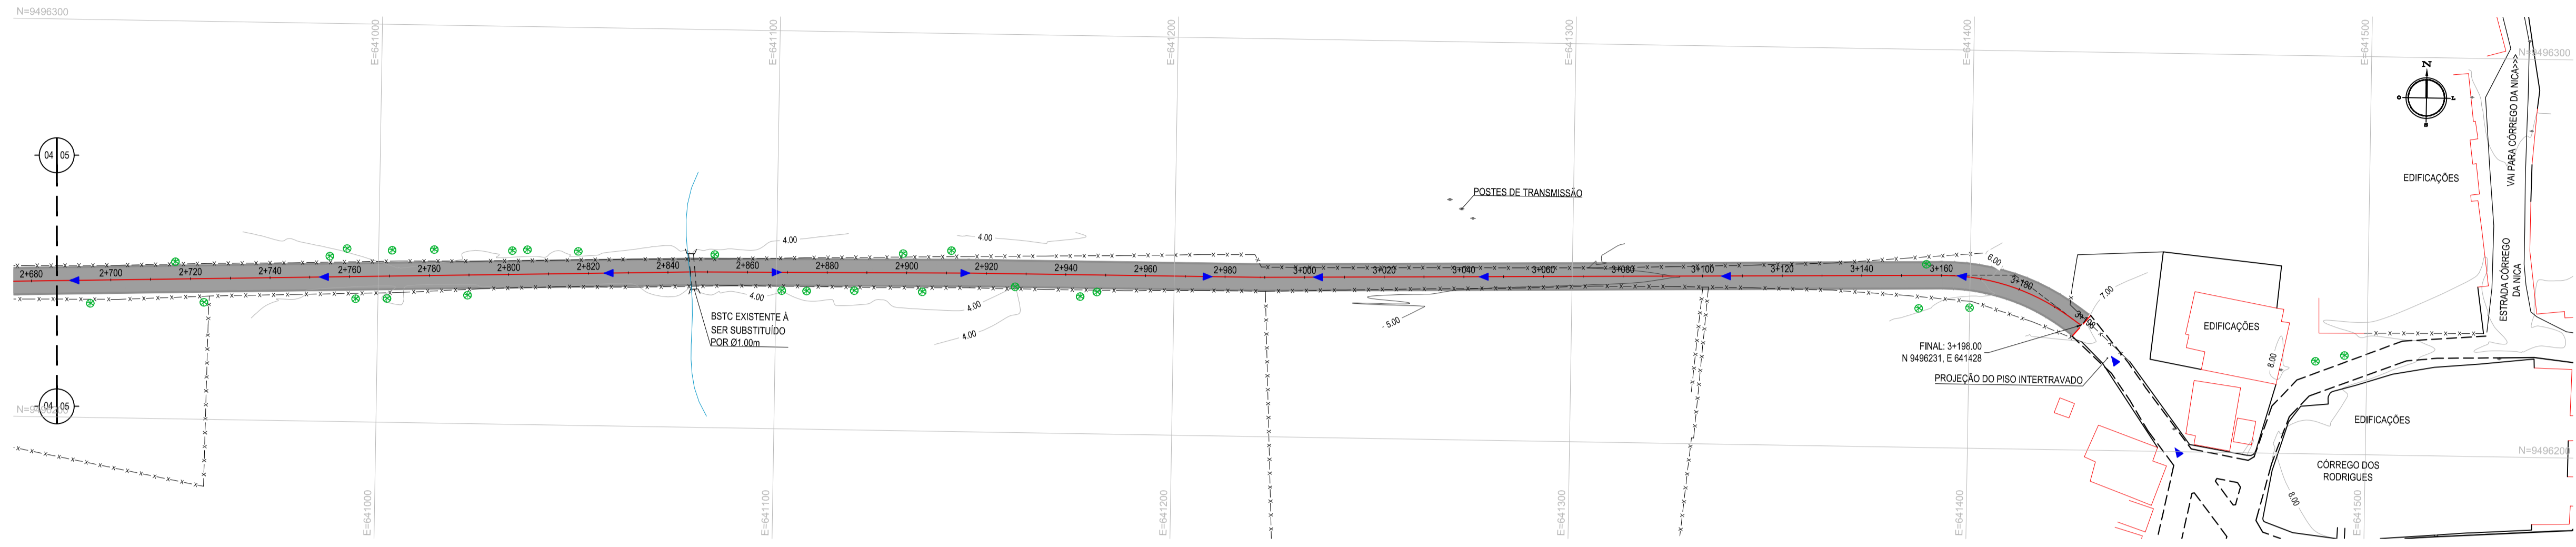 N=9496300
E=641000
E=641100
E=641200
E=641300
E=641400
E=641500
N=9496300
N
O
L
VAI PARA CÓRREGO DA NICA>>>
EDIFICAÇÕES
04
05
POSTES DE TRANSMISSÃO
4.00
4.00
6.00
2+680
2+700
2+720
2+740
2+760
2+780
2+800
2+820
2+840
2+860
2+880
2+900
2+920
2+940
2+960
2+980
3+000
3+020
3+040
3+060
3+080
3+100
3+120
3+140
3+160
3+180
3+198
7.00
ESTRADA CÓRREGO
DA NICA
4.00
4.00
4.00
5.00
BSTC EXISTENTE À
SER SUBSTITUÍDO
POR Ø1.00m
EDIFICAÇÕES
FINAL: 3+198.00
N 9496231, E 641428
PROJEÇÃO DO PISO INTERTRAVADO
8.00
04
05
N=9496200
EDIFICAÇÕES
N=9496200
CÓRREGO DOS
RODRIGUES
8.00
E=641000
E=641100
E=641200
E=641300
E=641400
E=641500